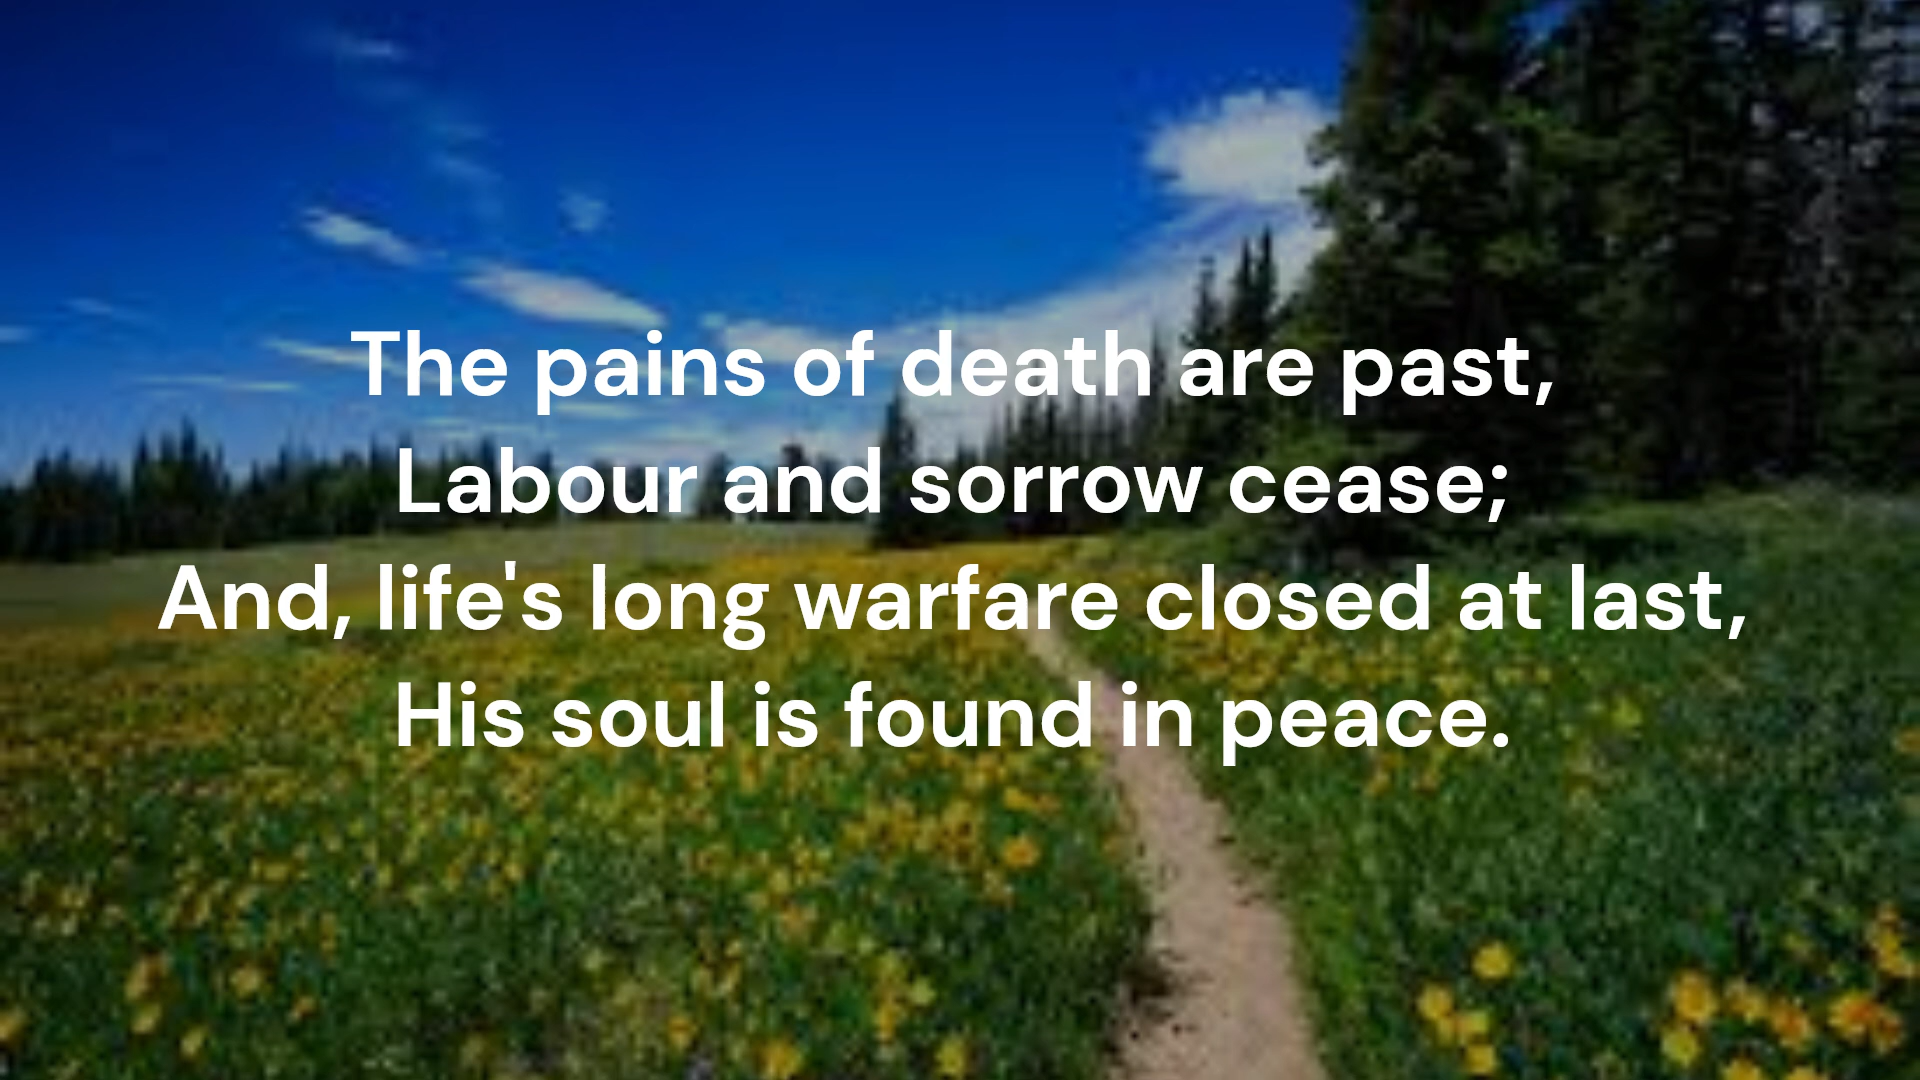 The pains of death are past,
Labour and sorrow cease;
And, life's long warfare closed at last,
His soul is found in peace.